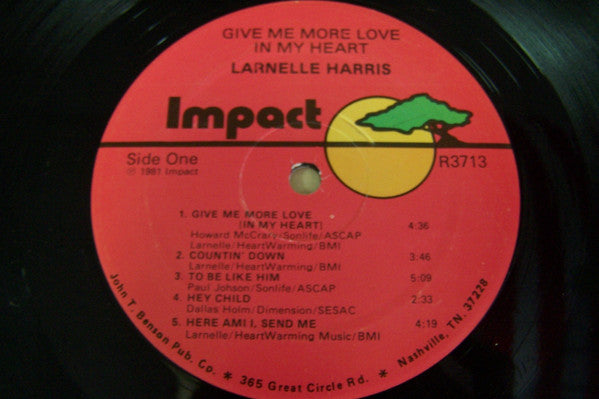 GIVE ME MORE LOVE
IN MY HEART
LARNELLE HARRIS
Impact
Side One
℗ 1981 Impact
R3713
1. GIVE ME MORE LOVE
(IN MY HEART) 4:36
Howard McCrary/Sonlife/ASCAP
Larnelle/HeartWarming/BMI
2. COUNTIN' DOWN 3:46
Larnelle/HeartWarming/BMI
3. TO BE LIKE HIM 5:09
Paul Johson/Sonlife/ASCAP
4. HEY CHILD 2:33
Dallas Holm/Dimension/SESAC
5. HERE AM I, SEND ME 4:19
Larnelle/HeartWarming Music/BMI
John T. Benson Pub. Co. * 365 Great Circle Rd. * Nashville, TN. 37228